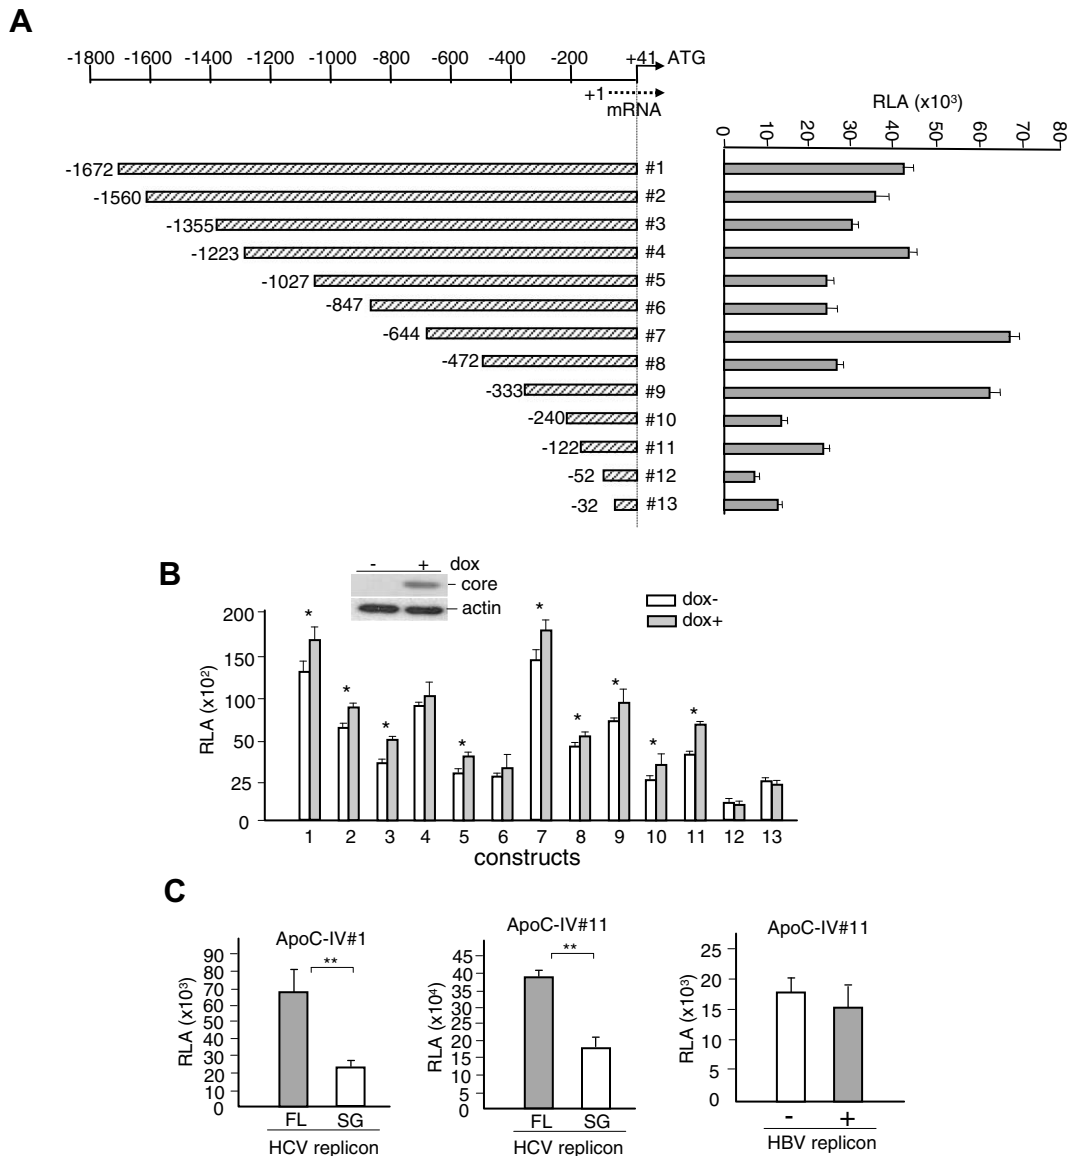 A
-1800 -1600 -1400 -1200 -1000 -800 -600 -400 -200 +41 ATG
+1
mRNA
RLA (x10³)
0 10 20 30 40 50 60 70 80
-1672 #1
-1560 #2
-1355 #3
-1223 #4
-1027 #5
-847 #6
-644 #7
-472 #8
-333 #9
-240 #10
-122 #11
-52 #12
-32 #13
B
- + dox
core
actin
dox-
dox+
RLA (x10²)
200
150
100
50
25
0
* * * * * * * * *
1 2 3 4 5 6 7 8 9 10 11 12 13
constructs
C
ApoC-IV#1
**
RLA (x10³)
90
80
70
60
50
40
30
20
10
0
FL SG
HCV replicon
ApoC-IV#11
**
RLA (x10⁴)
45
40
35
30
25
20
15
10
5
0
FL SG
HCV replicon
ApoC-IV#11
RLA (x10³)
25
20
15
10
5
0
- +
HBV replicon